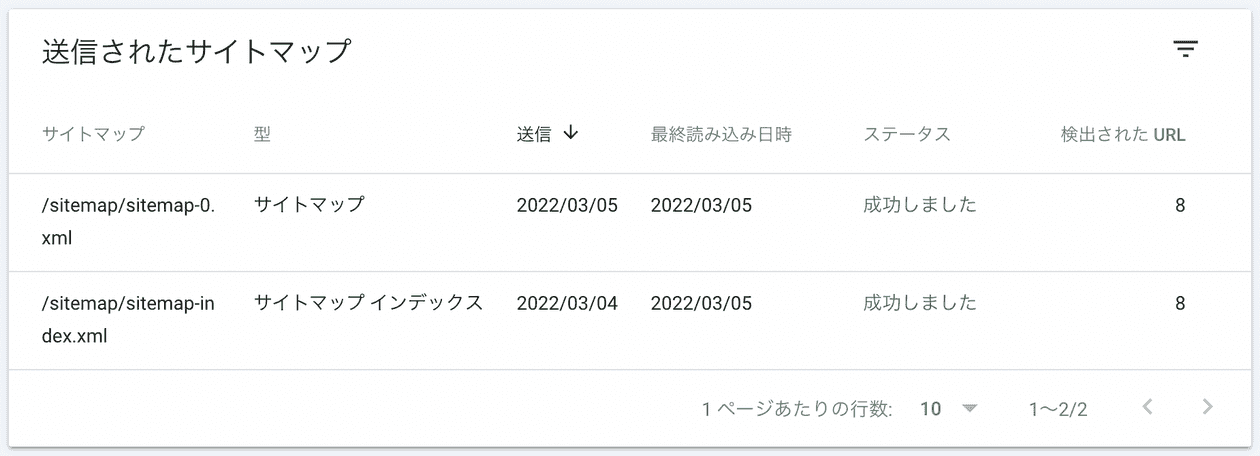 送信されたサイトマップ
サイトマップ 型 送信 最終読み込み日時 ステータス 検出された URL
/sitemap/sitemap-0. サイトマップ 2022/03/05 2022/03/05 成功しました 8
xml
/sitemap/sitemap-in サイトマップ インデックス 2022/03/04 2022/03/05 成功しました 8
dex.xml
1 ページあたりの行数: 10 1～2/2